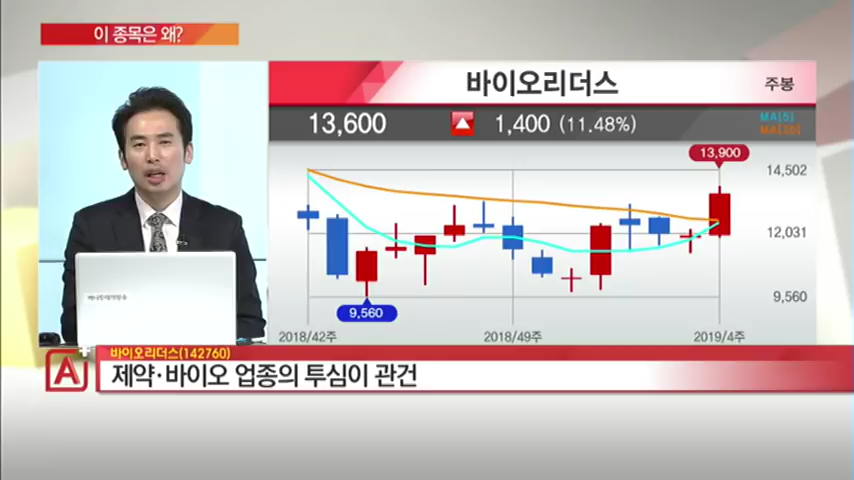 이 종목은 왜?
바이오리더스
주봉
13,600
1,400 (11.48%)
MA(5)
13,900
14,502
12,031
9,560
9,560
2018/42주
2018/49주
2019/4주
바이오리더스(142760)
A+
제약·바이오 업종의 투심이 관건